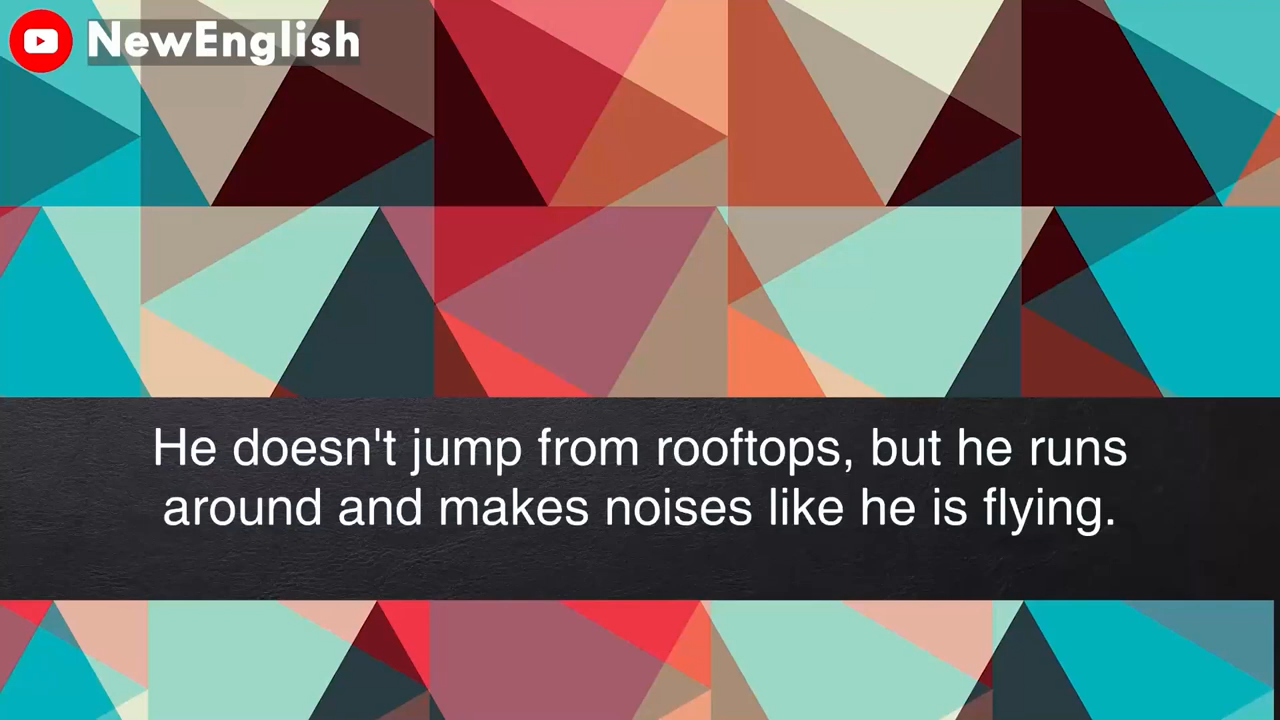 NewEnglish
He doesn't jump from rooftops, but he runs
around and makes noises like he is flying.